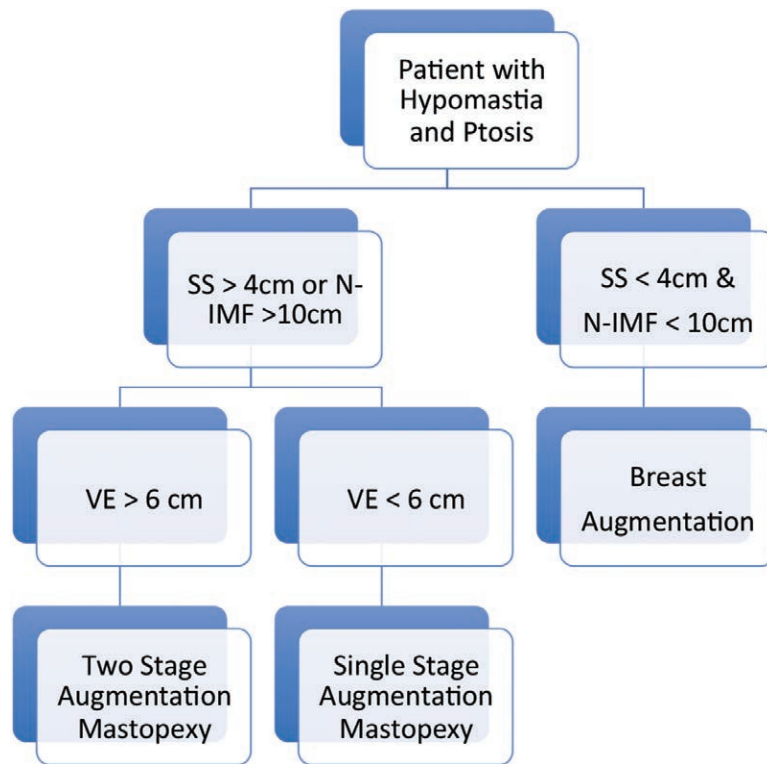 Patient with
Hypomastia
and Ptosis
SS > 4cm or N-
IMF >10cm
SS < 4cm &
N-IMF < 10cm
VE > 6 cm
VE < 6 cm
Breast
Augmentation
Two Stage
Augmentation
Mastopexy
Single Stage
Augmentation
Mastopexy